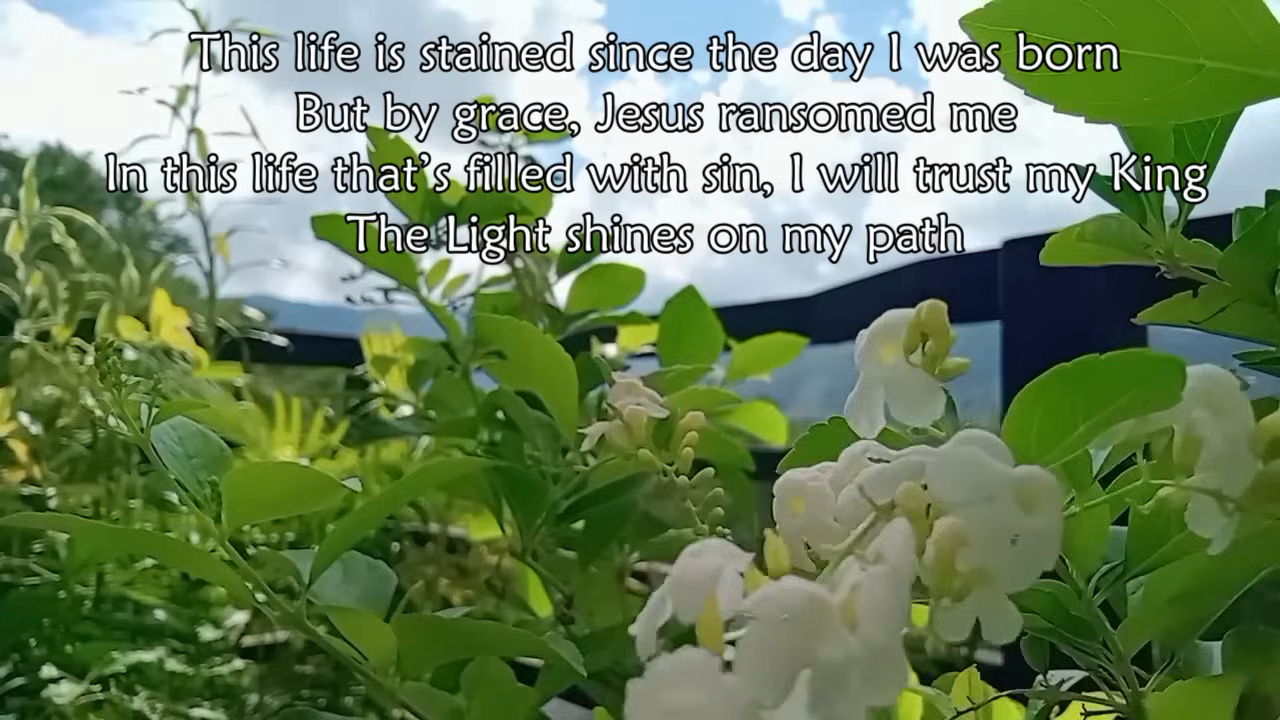 This life is stained since the day I was born
But by grace, Jesus ransomed me
In this life that's filled with sin, I will trust my King
The Light shines on my path